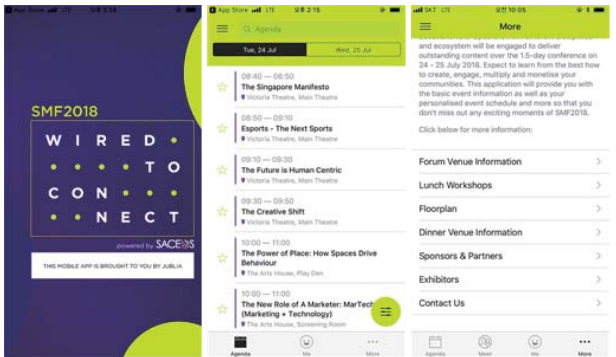 SMF2018
W I R E D
T O
C O N
N E C T
powered by SACEOS
THIS MOBILE APP IS BROUGHT TO YOU BY JUBLIA
App Store LTE 오후 2:15
Agenda
Tue, 24 Jul
Wed, 25 Jul
08:40 — 08:50
The Singapore Manifesto
Victoria Theatre, Main Theatre
08:50 — 09:10
Esports - The Next Sports
Victoria Theatre, Main Theatre
09:10 — 09:30
The Future is Human Centric
Victoria Theatre, Main Theatre
09:30 — 09:50
The Creative Shift
Victoria Theatre, Main Theatre
10:00 — 11:00
The Power of Place: How Spaces Drive
Behaviour
The Arts House, Play Den
10:00 — 11:00
The New Role of A Marketer: MarTech
(Marketing + Technology)
The Arts House, Screening Room
Agenda
Me
More
SKT LTE 오전 10:05
More
and ecosystem will be engaged to deliver
outstanding content over the 1.5-day conference on
24 - 25 July 2018. Expect to learn from the best how
to create, engage, multiply and monetise your
communities. This application will provide you with
the basic event information as well as your
personalised event schedule and more so that you
don't miss out any exciting moments of SMF2018.
Click below for more information:
Forum Venue Information
Lunch Workshops
Floorplan
Dinner Venue Information
Sponsors & Partners
Exhibitors
Contact Us
Agenda
Meet
Me
More